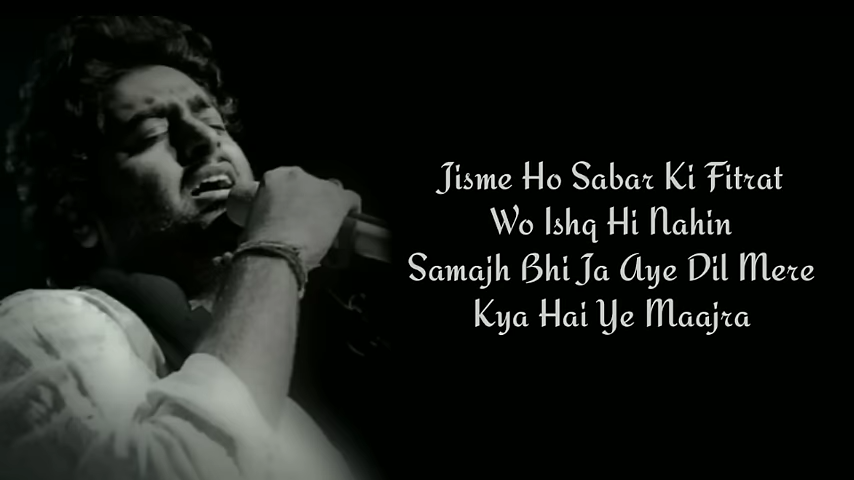 Jisme Ho Sabar Ki Fitrat
Wo Ishq Hi Nahin
Samajh Bhi Ja Aye Dil Mere
Kya Hai Ye Maajra